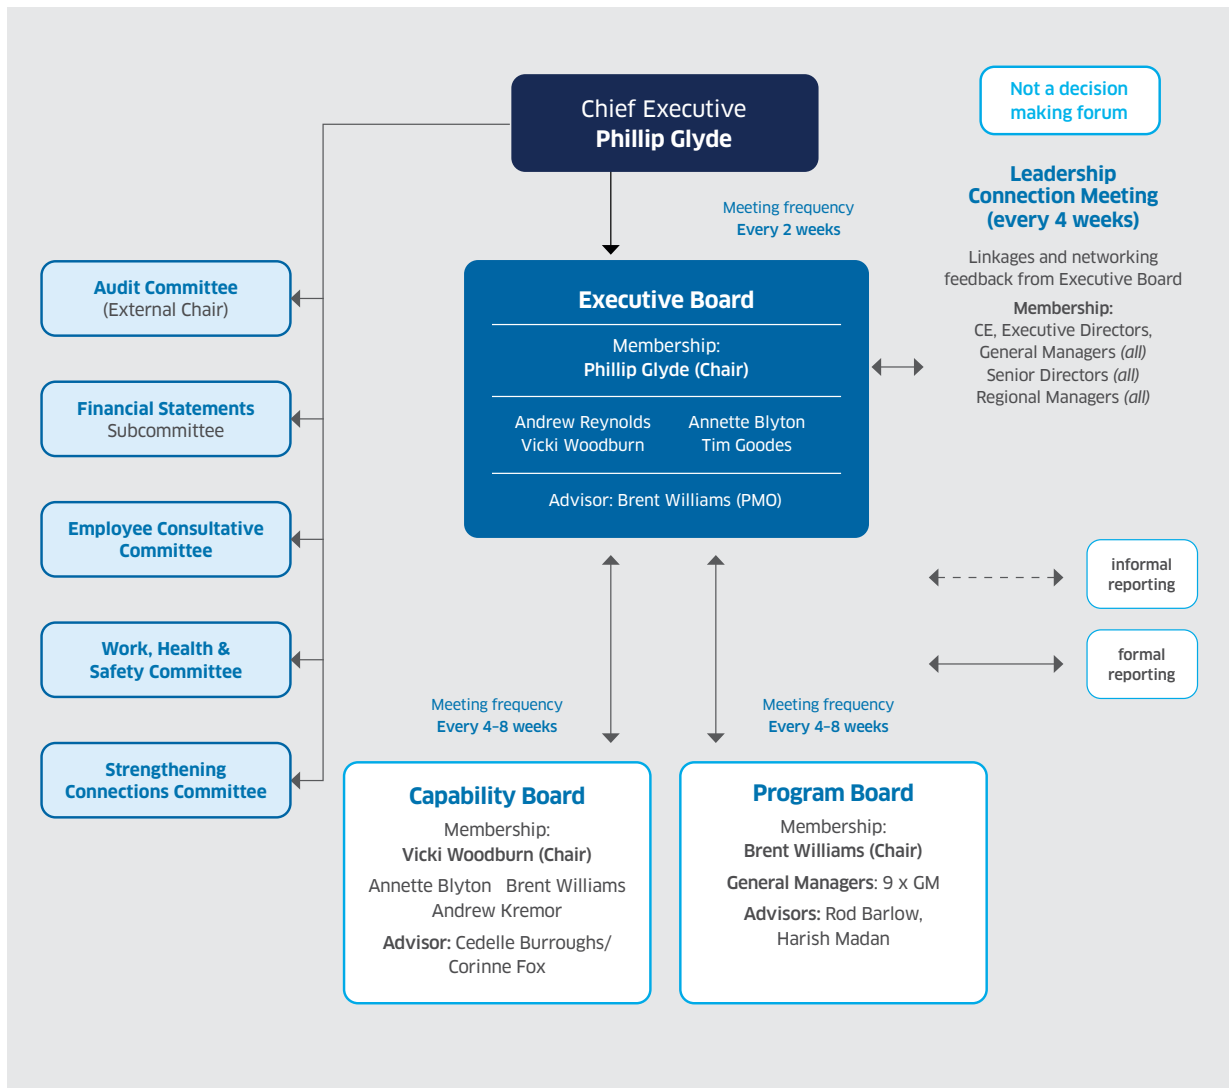 Chief Executive
Phillip Glyde
Not a decision
making forum
Leadership
Connection Meeting
(every 4 weeks)
Linkages and networking
feedback from Executive Board
Membership:
CE, Executive Directors,
General Managers (all)
Senior Directors (all)
Regional Managers (all)
Meeting frequency
Every 2 weeks
Audit Committee
(External Chair)
Financial Statements
Subcommittee
Employee Consultative
Committee
Work, Health &
Safety Committee
Strengthening
Connections Committee
Executive Board
Membership:
Phillip Glyde (Chair)
Andrew Reynolds Annette Blyton
Vicki Woodburn Tim Goodes
Advisor: Brent Williams (PMO)
informal
reporting
formal
reporting
Meeting frequency
Every 4–8 weeks
Meeting frequency
Every 4–8 weeks
Capability Board
Membership:
Vicki Woodburn (Chair)
Annette Blyton Brent Williams
Andrew Kremor
Advisor: Cedelle Burroughs/
Corinne Fox
Program Board
Membership:
Brent Williams (Chair)
General Managers: 9 x GM
Advisors: Rod Barlow,
Harish Madan